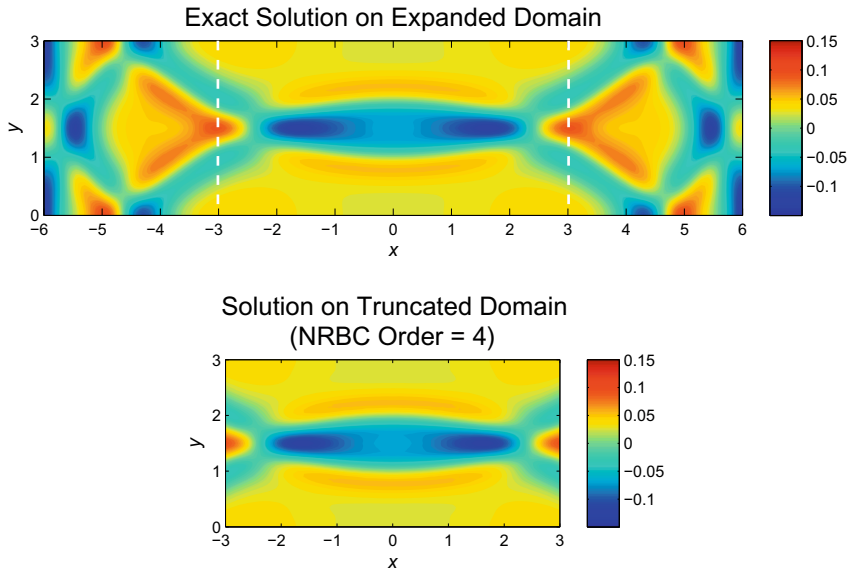 Exact Solution on Expanded Domain
3
2
1
0
y
−6 −5 −4 −3 −2 −1 0 1 2 3 4 5 6
x
0.15
0.10
0.05
0
−0.05
−0.1
Solution on Truncated Domain
(NRBC Order = 4)
3
2
1
0
y
−3 −2 −1 0 1 2 3
x
0.15
0.10
0.05
0
−0.05
−0.1